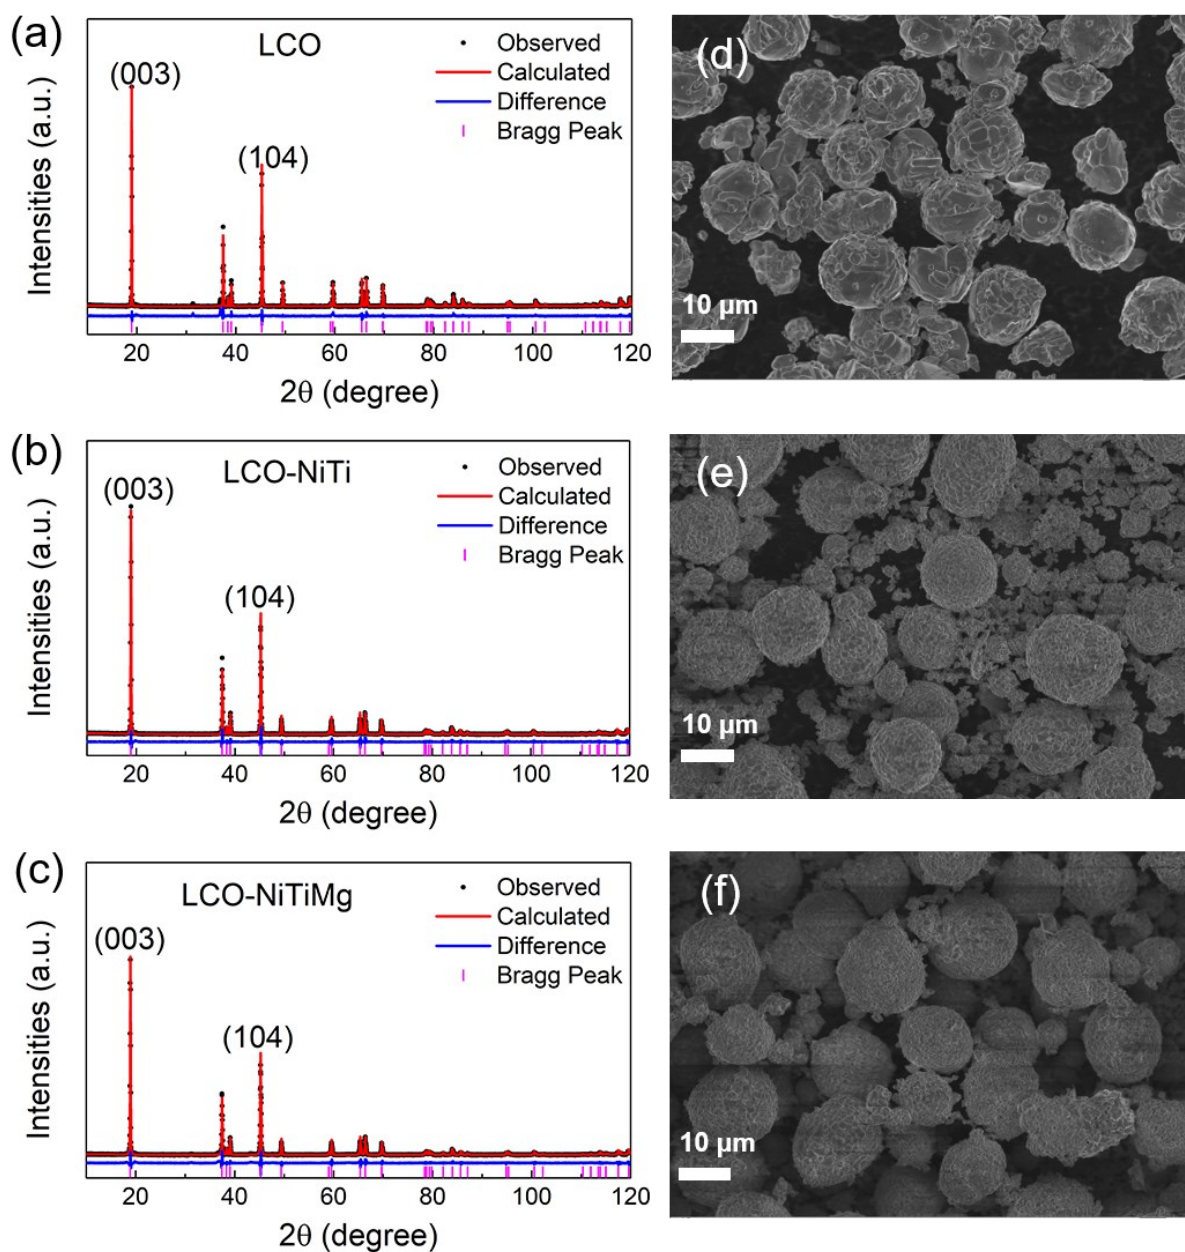 (a)
LCO
Observed
Calculated
Difference
Bragg Peak
(003)
(104)
Intensities (a.u.)
20 40 60 80 100 120
2θ (degree)
(d)
10 µm
(b)
LCO-NiTi
Observed
Calculated
Difference
Bragg Peak
(003)
(104)
Intensities (a.u.)
20 40 60 80 100 120
2θ (degree)
(e)
10 µm
(c)
LCO-NiTiMg
Observed
Calculated
Difference
Bragg Peak
(003)
(104)
Intensities (a.u.)
20 40 60 80 100 120
2θ (degree)
(f)
10 µm